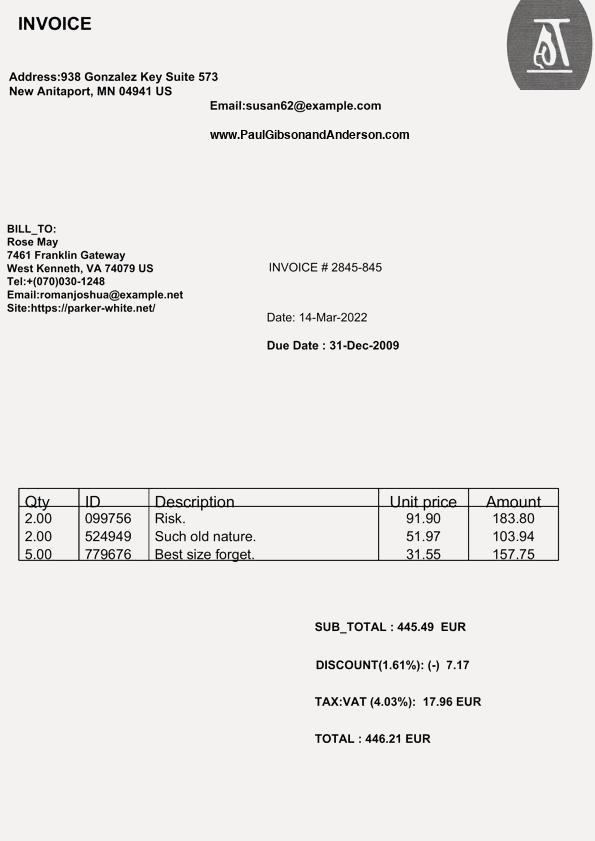 INVOICE
Address:938 Gonzalez Key Suite 573
New Anitaport, MN 04941 US
Email:susan62@example.com
www.PaulGibsonandAnderson.com
BILL_TO:
Rose May
7461 Franklin Gateway
West Kenneth, VA 74079 US
Tel:+(070)030-1248
Email:romanjoshua@example.net
Site:https://parker-white.net/
INVOICE # 2845-845
Date: 14-Mar-2022
Due Date : 31-Dec-2009
Qty ID Description Unit price Amount
2.00 099756 Risk. 91.90 183.80
2.00 524949 Such old nature. 51.97 103.94
5.00 779676 Best size forget. 31.55 157.75
SUB_TOTAL : 445.49 EUR
DISCOUNT(1.61%): (-) 7.17
TAX:VAT (4.03%): 17.96 EUR
TOTAL : 446.21 EUR